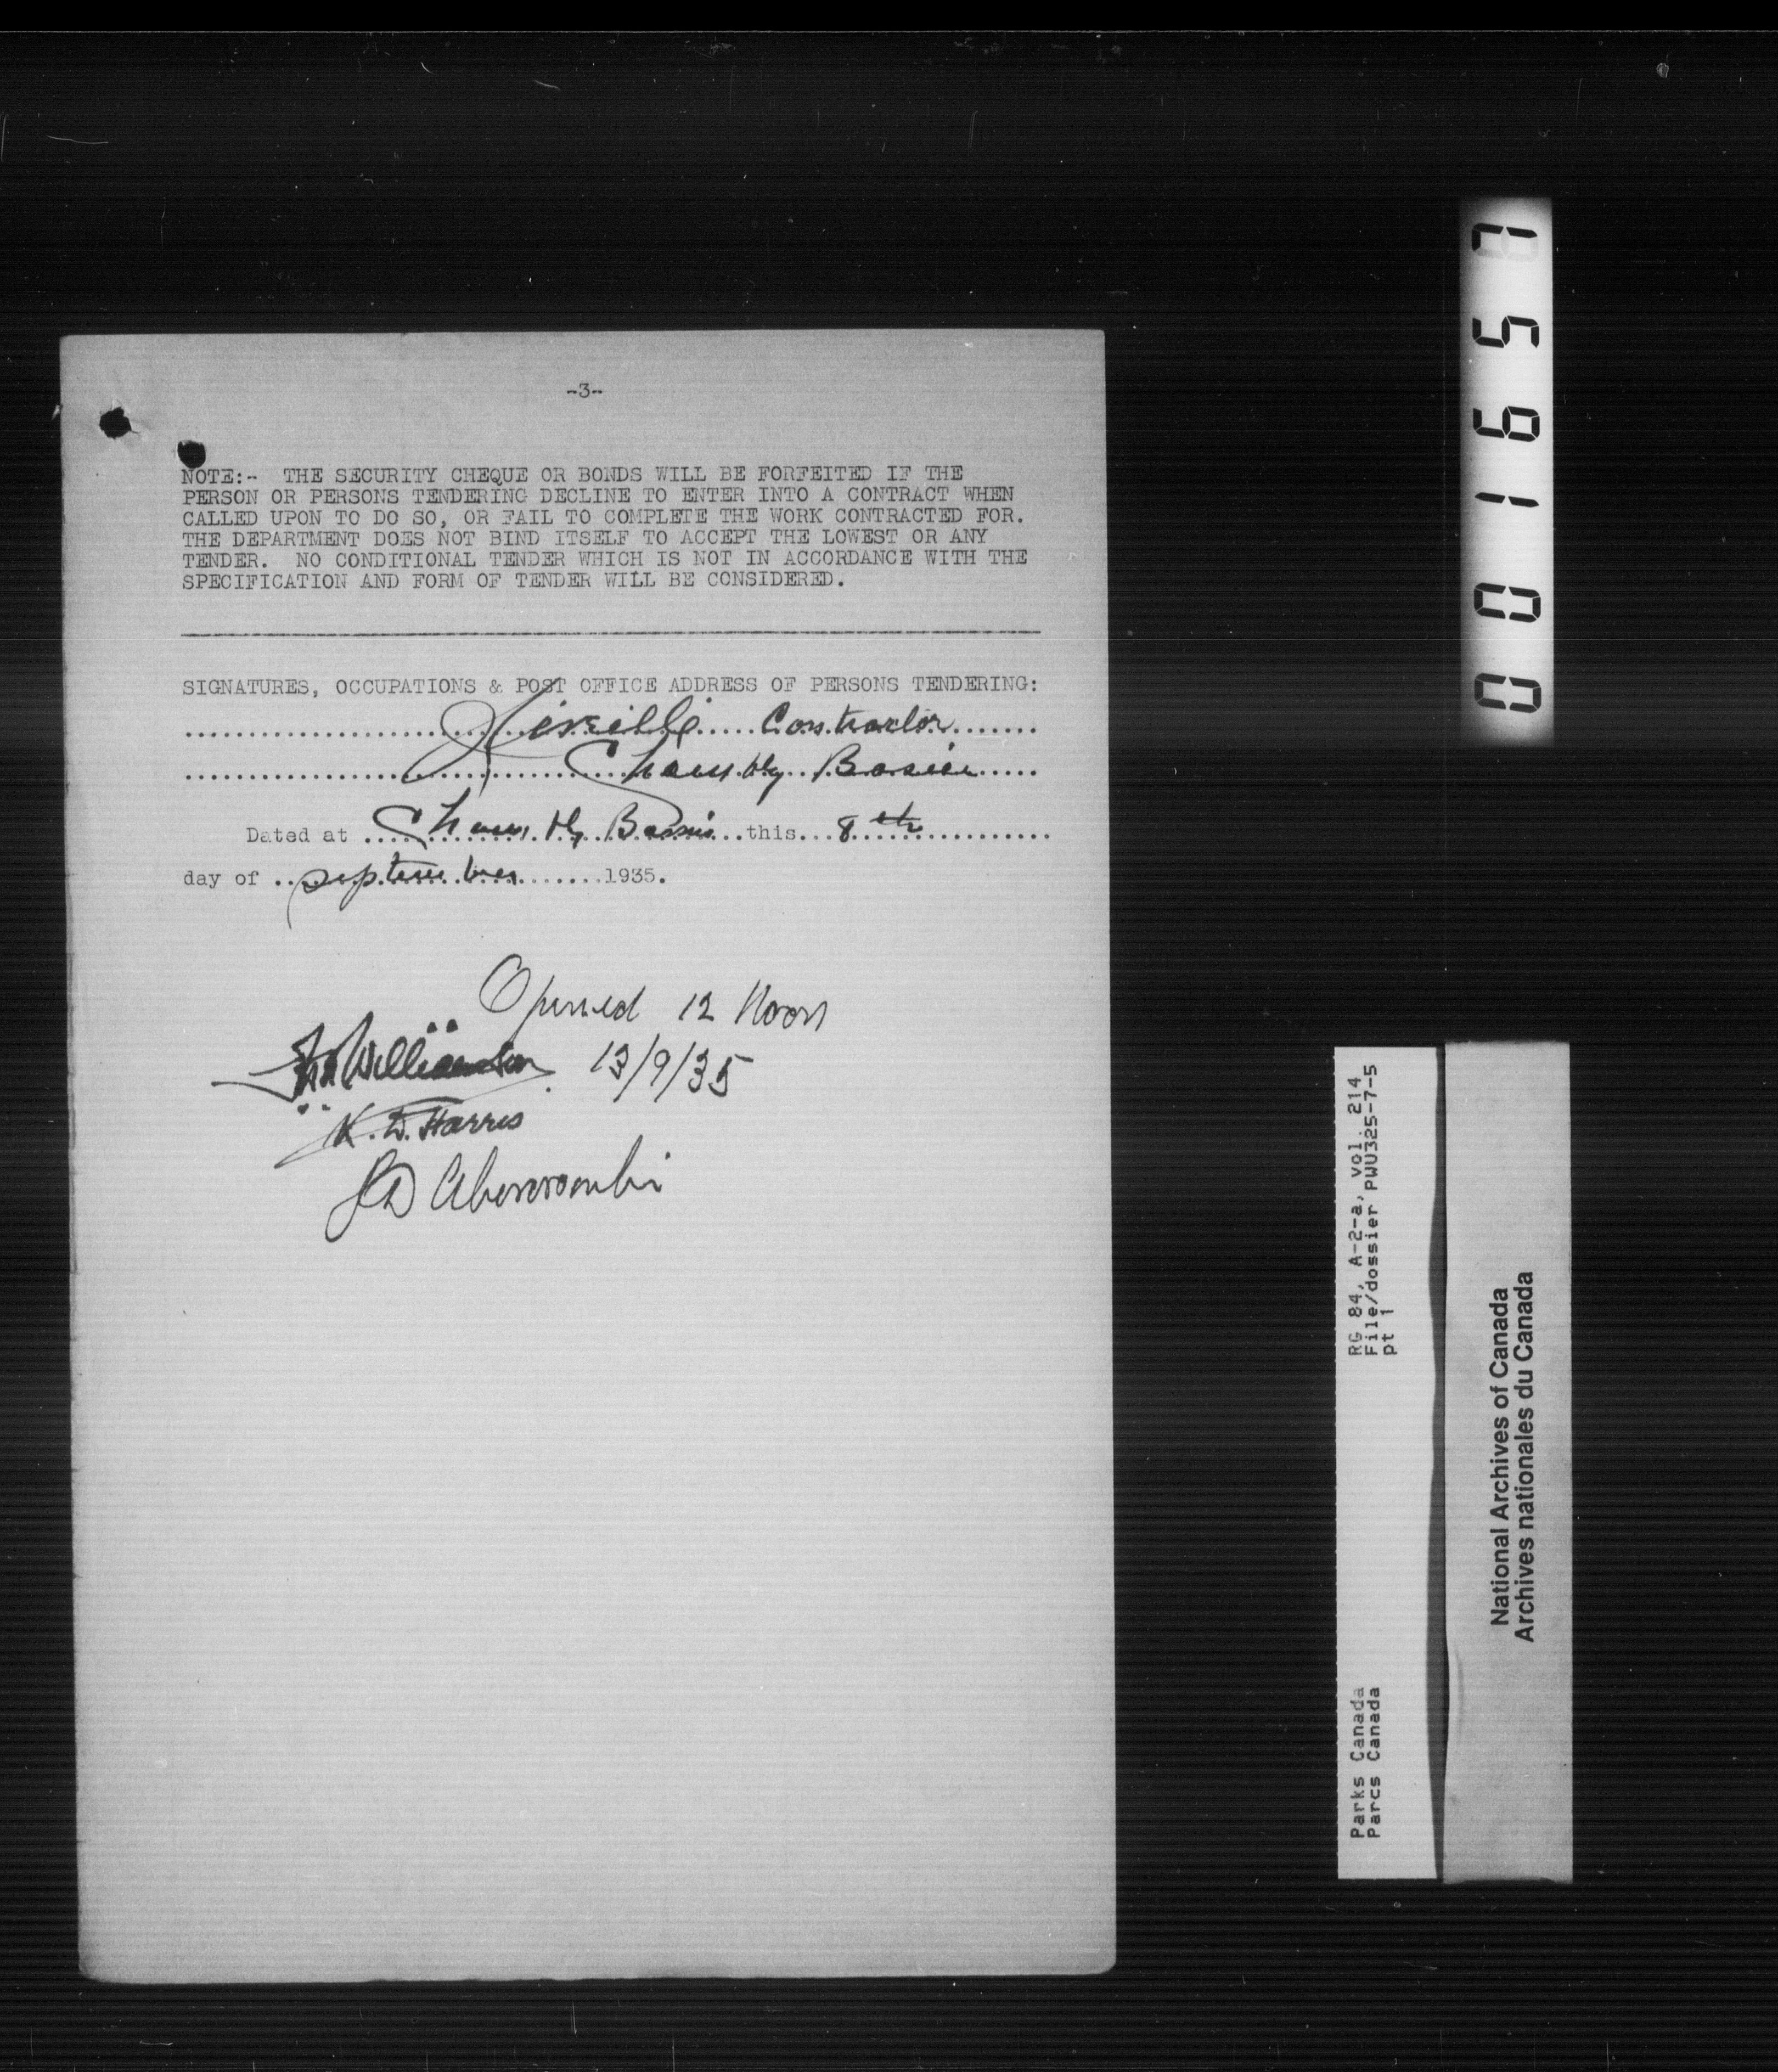 -3-
NOTE:- THE SECURITY CHEQUE OR BONDS WILL BE FORFEITED IF THE
PERSON OR PERSONS TENDERING DECLINE TO ENTER INTO A CONTRACT WHEN
CALLED UPON TO DO SO, OR FAIL TO COMPLETE THE WORK CONTRACTED FOR.
THE DEPARTMENT DOES NOT BIND ITSELF TO ACCEPT THE LOWEST OR ANY
TENDER. NO CONDITIONAL TENDER WHICH IS NOT IN ACCORDANCE WITH THE
SPECIFICATION AND FORM OF TENDER WILL BE CONSIDERED.
SIGNATURES, OCCUPATIONS & POST OFFICE ADDRESS OF PERSONS TENDERING:
Contractor
Chambly Basin
Dated at Chambly Bassin this 8th
day of september 1935.
Opened 12 Noon
Williamson 13/9/35
K. D. Harris
JD Abercrombie
001657
RG 84, A-2-a, vol. 214
File/dossier PWU325-7-5
pt 1
Parks Canada
Parcs Canada
National Archives of Canada
Archives nationales du Canada